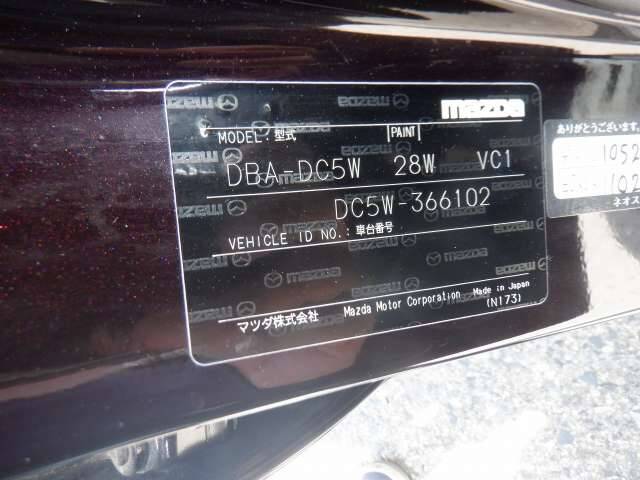 mazda
MODEL:型式 PAINT
DBA-DC5W 28W VC1
DC5W-366102
VEHICLE ID NO.:車台番号
マツダ株式会社 Mazda Motor Corporation Made in Japan
(N173)
ありがとうございま
1052
102
ネオス